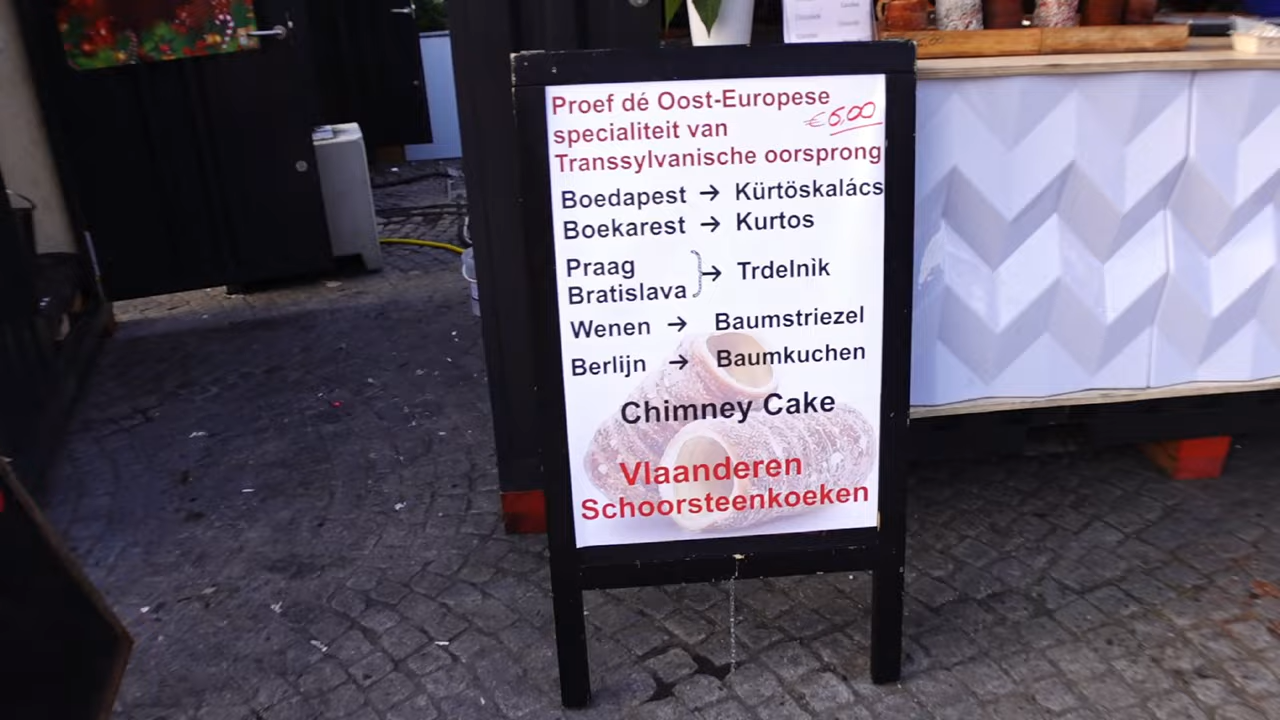 Proef dé Oost-Europese
specialiteit van
€6,00
Transsylvanische oorsprong
Boedapest → Kürtöskalács
Boekarest → Kurtos
Praag
Bratislava } → Trdelnìk
Wenen → Baumstriezel
Berlijn → Baumkuchen
Chimney Cake
Vlaanderen
Schoorsteenkoeken